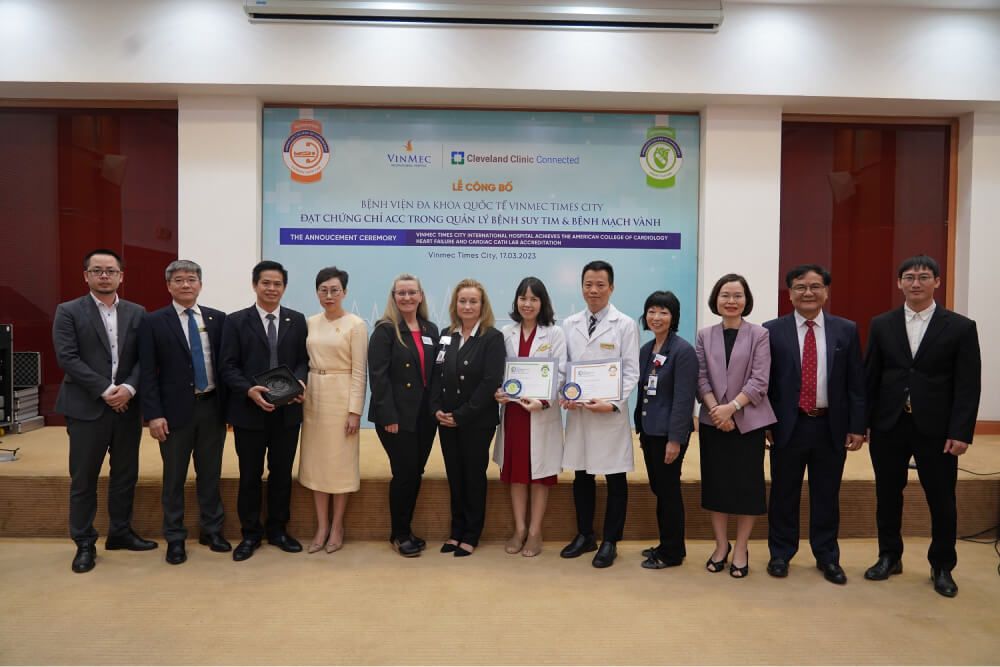 VINMEC
INTERNATIONAL HOSPITAL
Cleveland Clinic Connected
LỄ CÔNG BỐ
BỆNH VIỆN ĐA KHOA QUỐC TẾ VINMEC TIMES CITY
ĐẠT CHỨNG CHỈ ACC TRONG QUẢN LÝ BỆNH SUY TIM & BỆNH MẠCH VÀNH
THE ANNOUCEMENT CEREMONY
VINMEC TIMES CITY INTERNATIONAL HOSPITAL ACHIEVES THE AMERICAN COLLEGE OF CARDIOLOGY
HEART FAILURE AND CARDIAC CATH LAB ACCREDITATION
Vinmec Times City, 17.03.2023